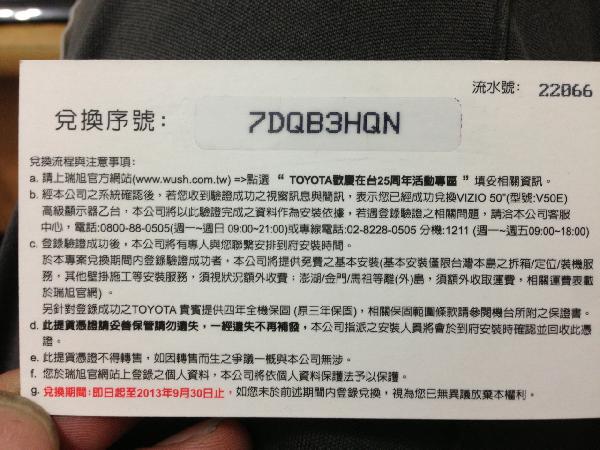 流水號: 22066
兌換序號: 7DQB3HQN
兌換流程與注意事項:
a. 請上瑞旭官方網站(www.wush.com.tw) =>點選 “ TOYOTA歡慶在台25周年活動專區 ” 填妥相關資訊。
b. 經本公司之系統確認後，若您收到驗證成功之視窗訊息與簡訊，表示您已經成功兌換VIZIO 50"(型號:V50E)
高級顯示器乙台，本公司將以此驗證完成之資料作為安裝依據，若遇登錄驗證之相關問題，請洽本公司客服
中心，電話:0800-88-0505(週一~週日 09:00~21:00)或專線電話:02-8228-0505 分機:1211 (週一~週五09:00~18:00)
c. 登錄驗證成功後，本公司將有專人與您聯繫安排到府安裝時間。
於本專案兌換期間內登錄驗證成功者，本公司將提供免費之基本安裝(基本安裝僅限台灣本島之拆箱/定位/裝機服
務，其他壁掛施工等安裝服務，須視狀況額外收費；澎湖/金門/馬祖等離(外)島，須額外收取運費，相關運費表載
於瑞旭官網)。
另針對登錄成功之TOYOTA 貴賓提供四年全機保固 (原三年保固)，相關保固範圍條款請參閱機台所附之保證書。
d. 此提貨憑證請妥善保管請勿遺失，一經遺失不再補發，本公司指派之安裝人員將會於到府安裝時確認並回收此憑
證。
e. 此提貨憑證不得轉售，如因轉售而生之爭議一概與本公司無涉。
f. 您於瑞旭官網站上登錄之個人資料，本公司將依個人資料保護法予以保護。
g. 兌換期間: 即日起至2013年9月30日止，如您未於前述期間內登錄兌換，視為您已無異議放棄本權利。